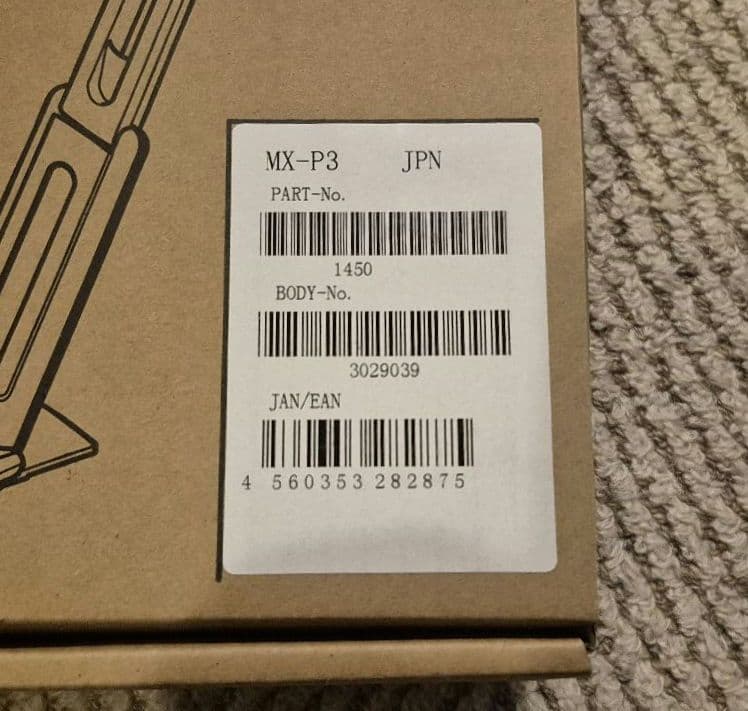 MX-P3 JPN
PART-No.
1450
BODY-No.
3029039
JAN/EAN
4 560353 282875